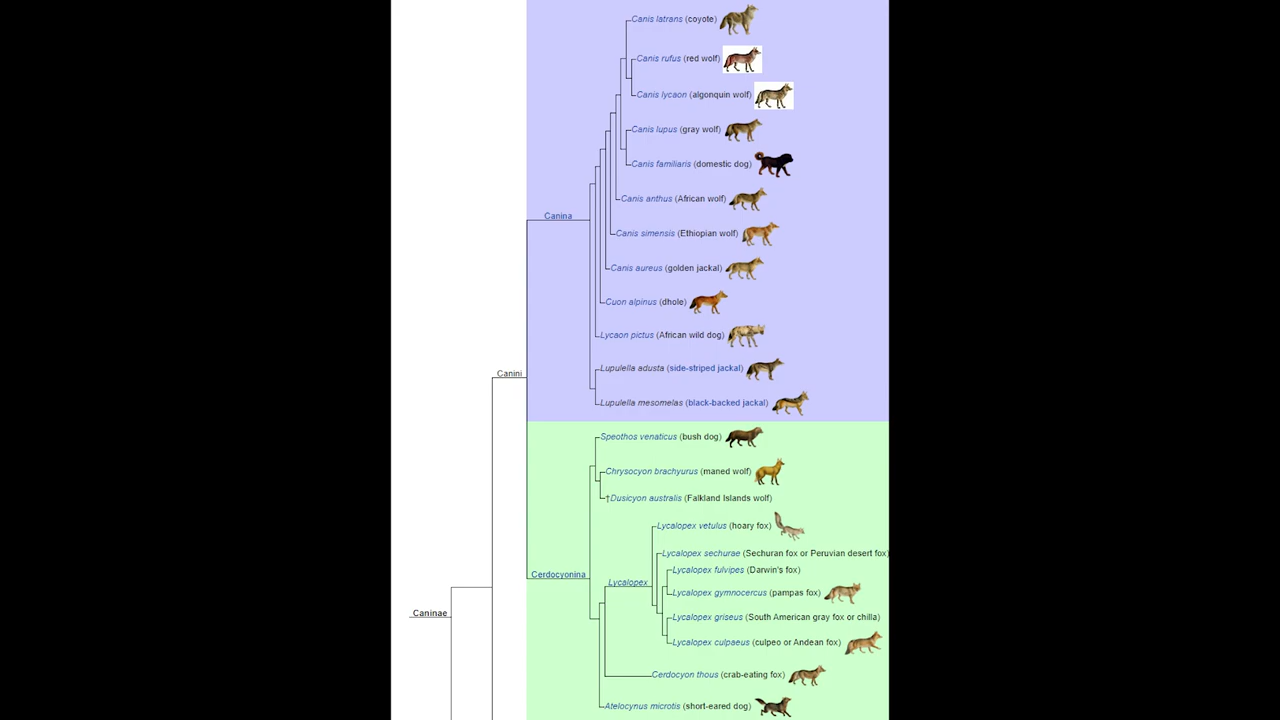 Canis latrans (coyote)
Canis rufus (red wolf)
Canis lycaon (algonquin wolf)
Canis lupus (gray wolf)
Canis familiaris (domestic dog)
Canis anthus (African wolf)
Canina
Canis simensis (Ethiopian wolf)
Canis aureus (golden jackal)
Cuon alpinus (dhole)
Lycaon pictus (African wild dog)
Lupulella adusta (side-striped jackal)
Canini
Lupulella mesomelas (black-backed jackal)
Speothos venaticus (bush dog)
Chrysocyon brachyurus (maned wolf)
†Dusicyon australis (Falkland Islands wolf)
Lycalopex vetulus (hoary fox)
Lycalopex sechurae (Sechuran fox or Peruvian desert fox)
Lycalopex fulvipes (Darwin's fox)
Cerdocyonina
Lycalopex
Lycalopex gymnocercus (pampas fox)
Caninae
Lycalopex griseus (South American gray fox or chilla)
Lycalopex culpaeus (culpeo or Andean fox)
Cerdocyon thous (crab-eating fox)
Atelocynus microtis (short-eared dog)